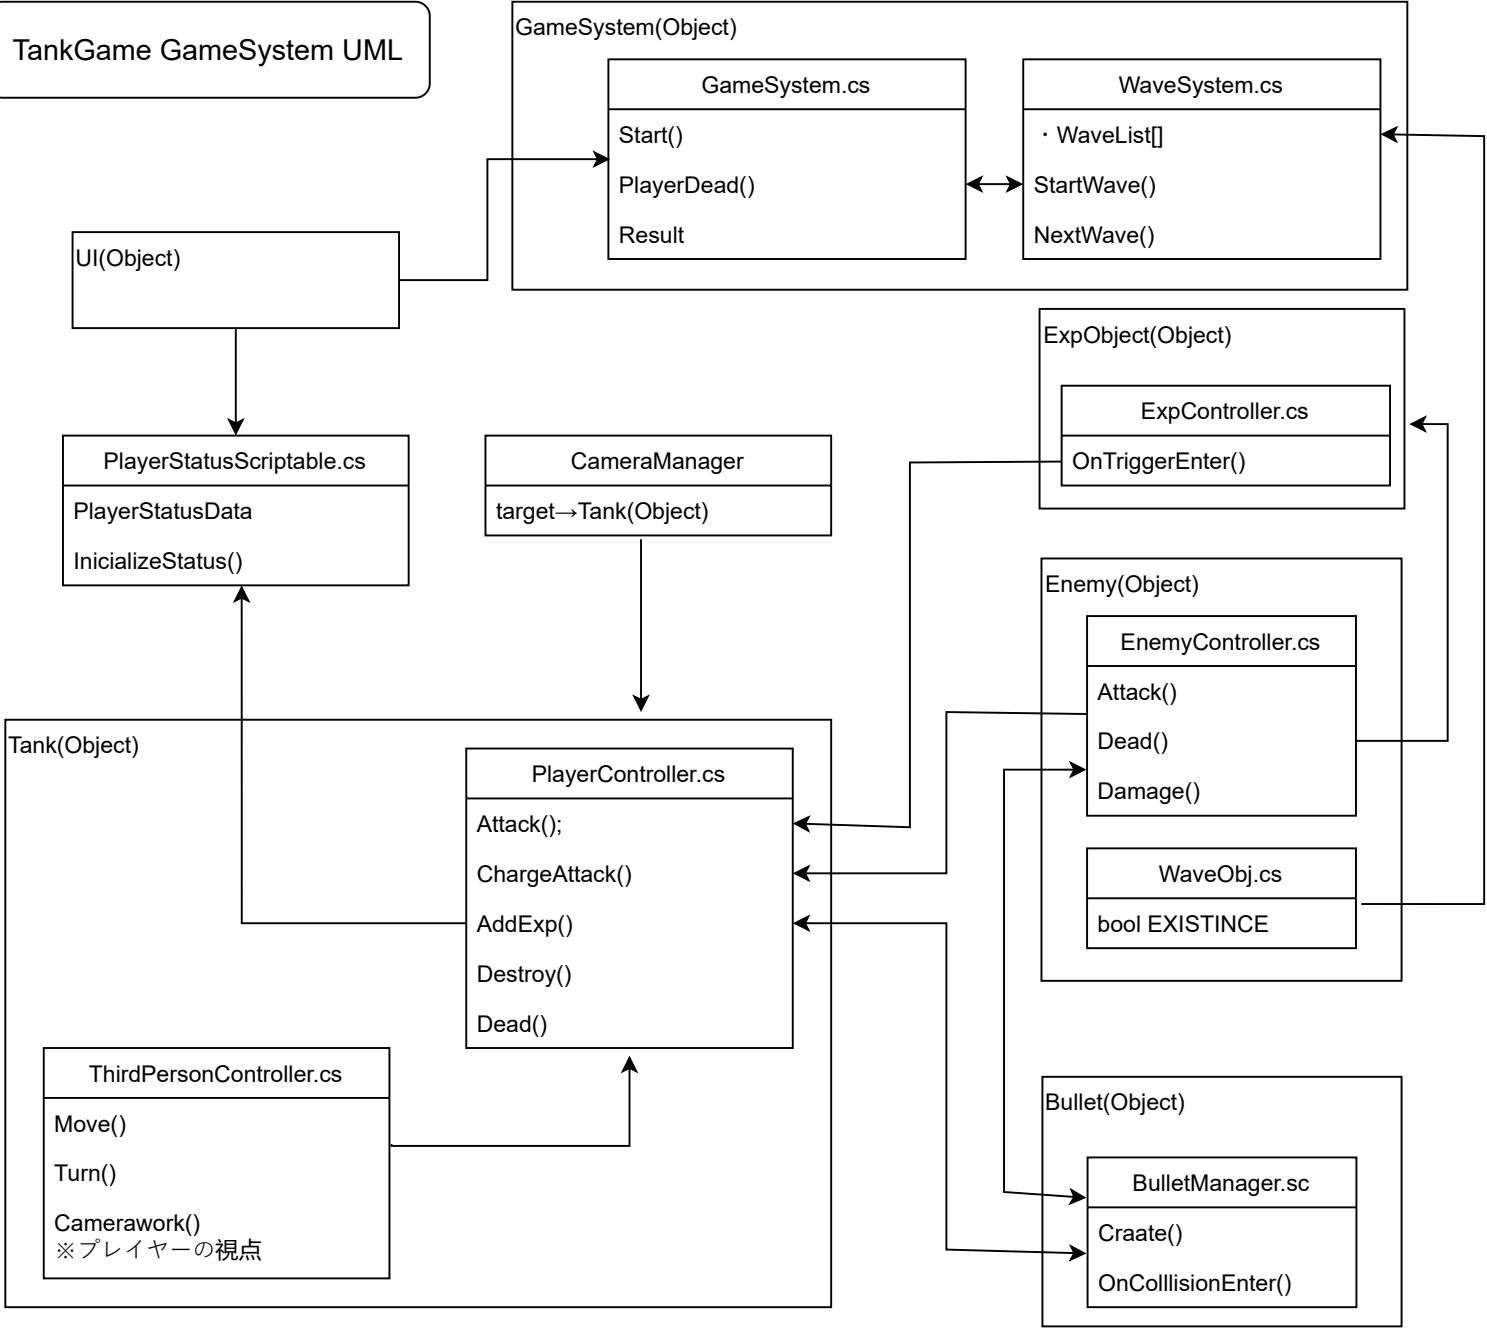 TankGame GameSystem UML
GameSystem(Object)
GameSystem.cs
Start()
PlayerDead()
Result
WaveSystem.cs
・WaveList[]
StartWave()
NextWave()
UI(Object)
ExpObject(Object)
ExpController.cs
OnTriggerEnter()
PlayerStatusScriptable.cs
PlayerStatusData
InicializeStatus()
CameraManager
target→Tank(Object)
Enemy(Object)
EnemyController.cs
Attack()
Dead()
Damage()
WaveObj.cs
bool EXISTINCE
Tank(Object)
PlayerController.cs
Attack();
ChargeAttack()
AddExp()
Destroy()
Dead()
ThirdPersonController.cs
Move()
Turn()
Camerawork()
※プレイヤーの視点
Bullet(Object)
BulletManager.sc
Craate()
OnColllisionEnter()